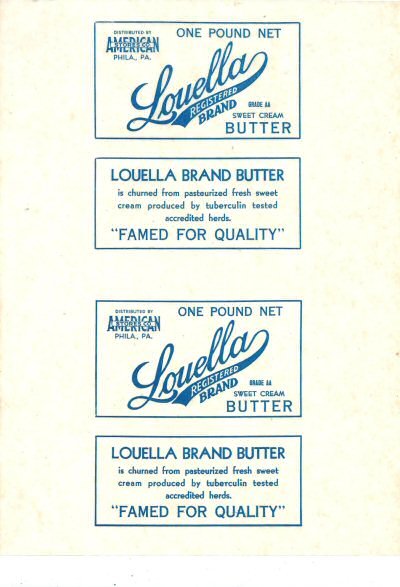 DISTRIBUTED BY
AMERICAN
STORES CO.
PHILA., PA.
ONE POUND NET
Louella
REGISTERED
BRAND
GRADE AA
SWEET CREAM
BUTTER
LOUELLA BRAND BUTTER
is churned from pasteurized fresh sweet
cream produced by tuberculin tested
accredited herds.
"FAMED FOR QUALITY"
DISTRIBUTED BY
AMERICAN
STORES CO.
PHILA., PA.
ONE POUND NET
Louella
REGISTERED
BRAND
GRADE AA
SWEET CREAM
BUTTER
LOUELLA BRAND BUTTER
is churned from pasteurized fresh sweet
cream produced by tuberculin tested
accredited herds.
"FAMED FOR QUALITY"